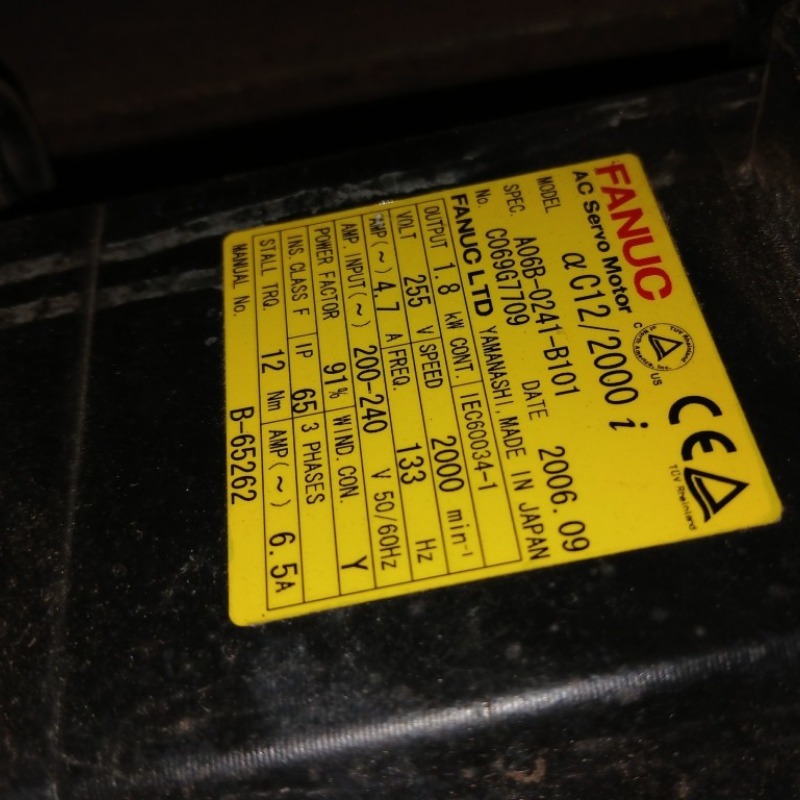 FANUC
AC Servo Motor
C US
TÜV Rheinland
MODEL αC12/2000 i
SPEC. A06B-0241-B101
No. C069G7709 DATE 2006.09
FANUC LTD YAMANASHI, MADE IN JAPAN
OUTPUT 1.8 kW CONT. IEC60034-1
VOLT 255 V SPEED 2000 min-1
AMP(~) 4.7 A FREQ. 133 Hz
AMP. INPUT(~) 200-240 V 50/60Hz
POWER FACTOR 91% WIND. CON. Y
INS. CLASS F IP 65 3 PHASES
STALL TRQ. 12 Nm AMP(~) 6.5A
MANUAL No. B-65262